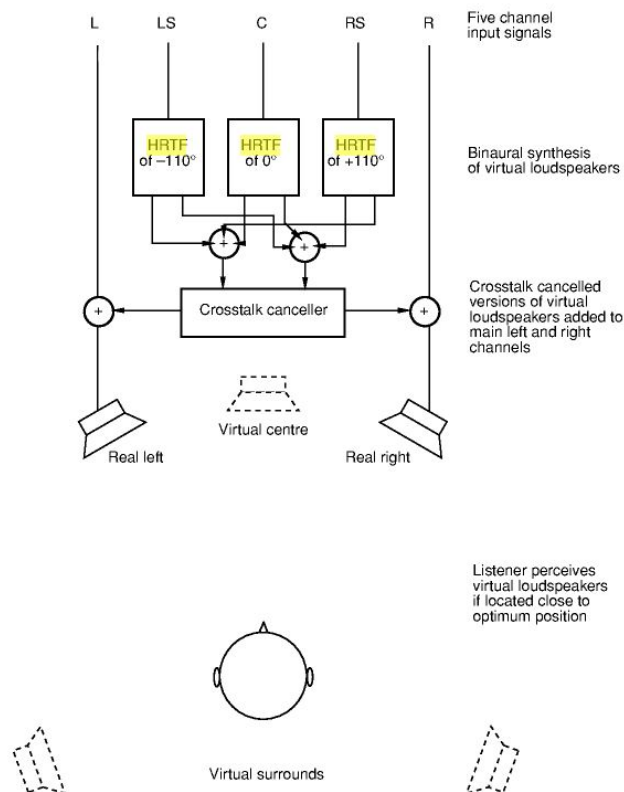 L LS C RS R
Five channel
input signals
HRTF
of –110°
HRTF
of 0°
HRTF
of +110°
Binaural synthesis
of virtual loudspeakers
+ +
Crosstalk canceller
+ +
Crosstalk cancelled
versions of virtual
loudspeakers added to
main left and right
channels
Virtual centre
Real left
Real right
Listener perceives
virtual loudspeakers
if located close to
optimum position
Virtual surrounds